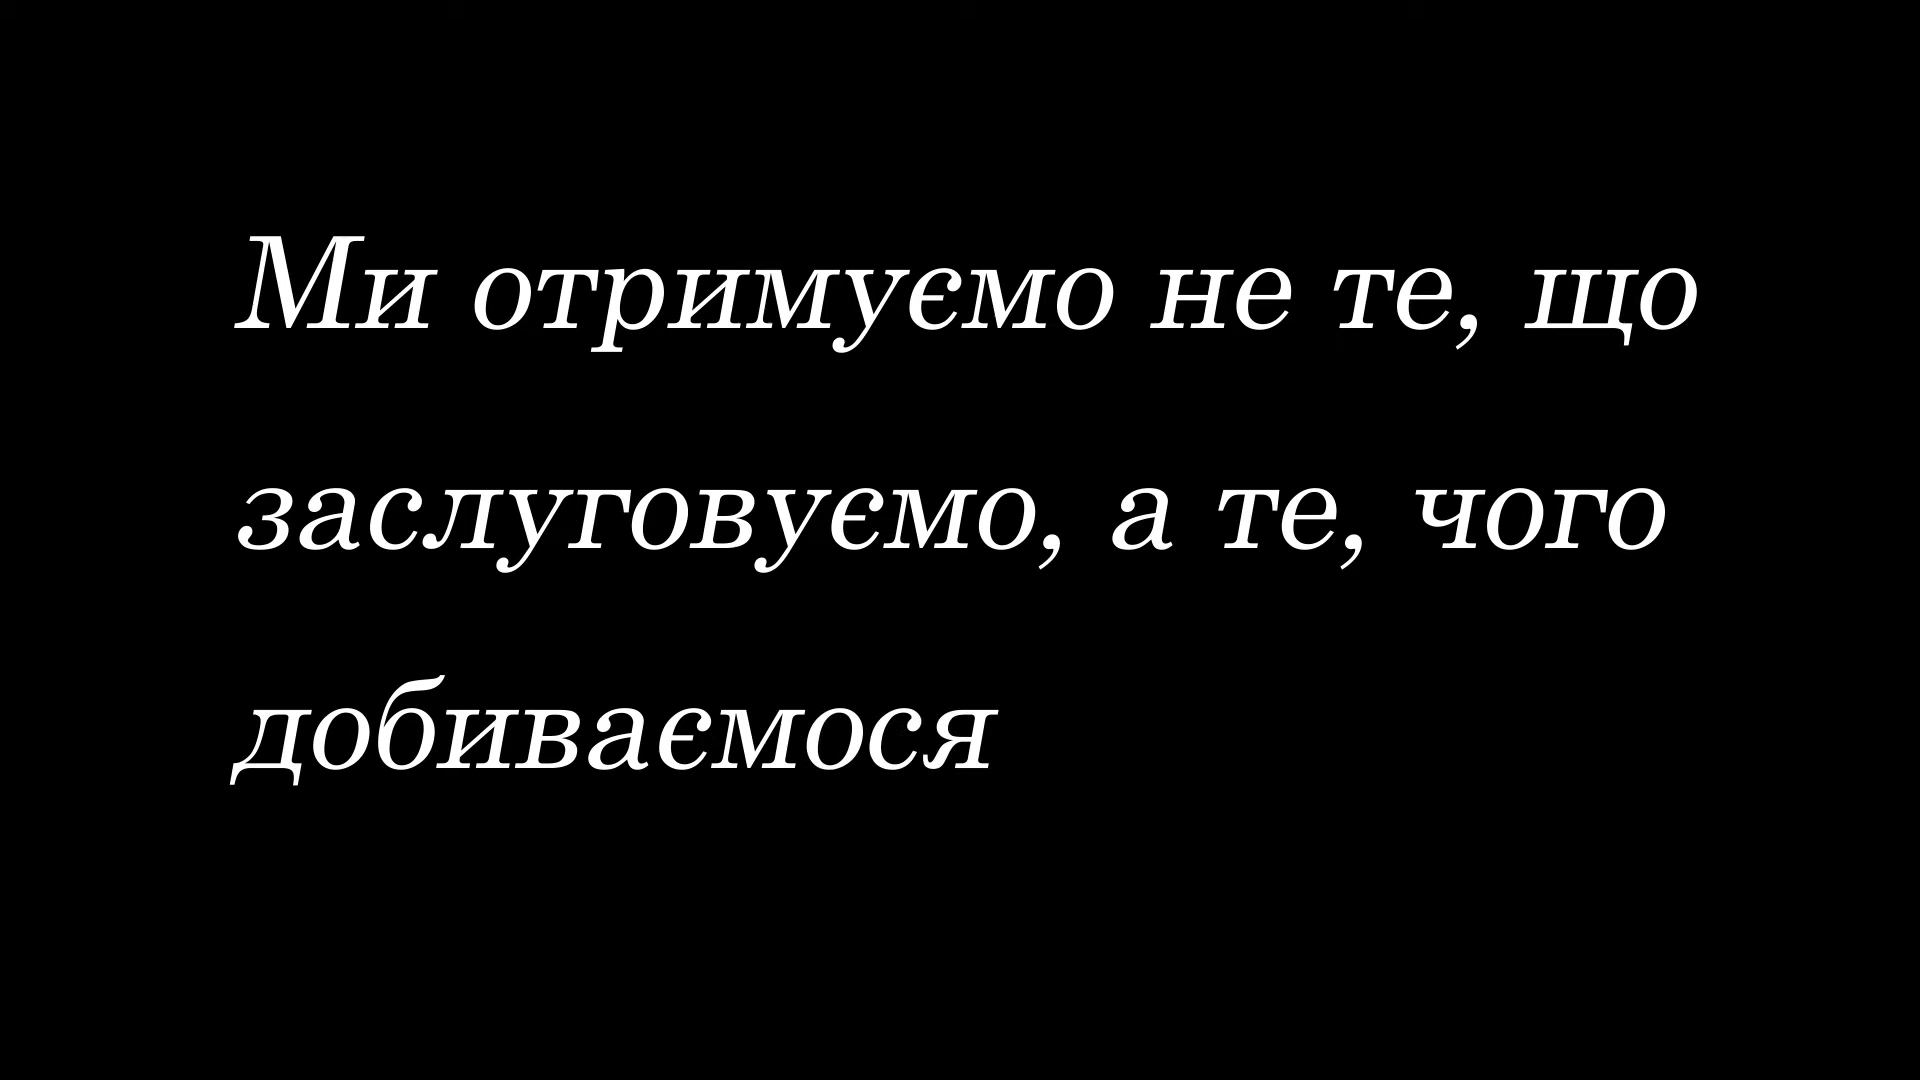 Ми отримуємо не те, що
заслуговуємо, а те, чого
добиваємося